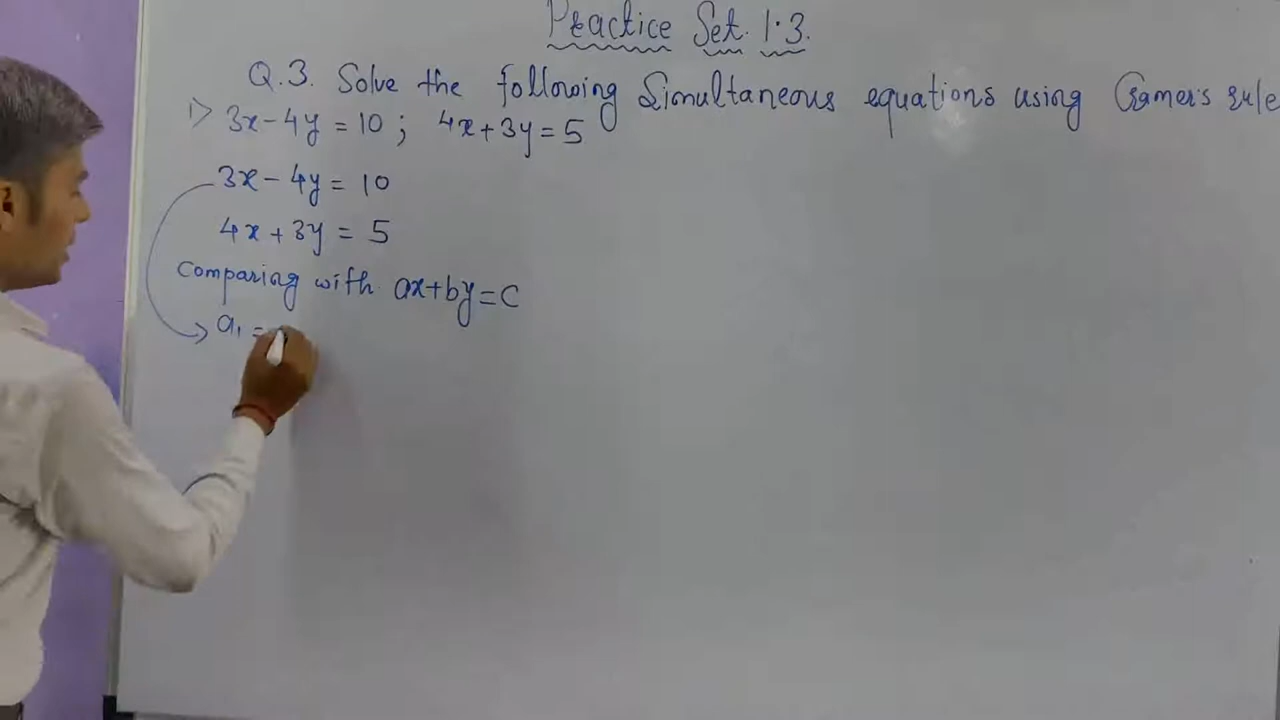 Practice Set. 1.3.
Q.3. Solve the following Simultaneous equations using Cramer's rule
1> 3x-4y = 10 ; 4x+3y = 5
3x-4y = 10
4x+3y = 5
Comparing with ax+by=c
a₁ =